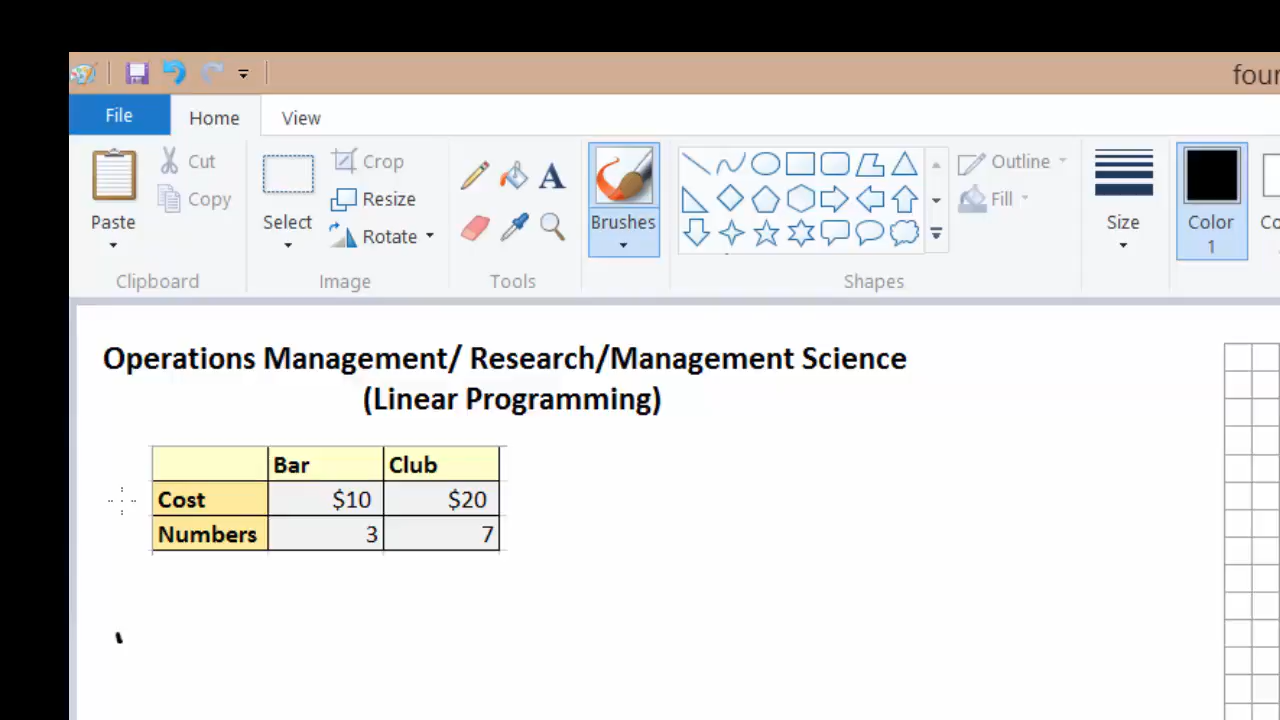 four
File Home View
Cut
Copy
Paste
Clipboard
Select
Crop
Resize
Rotate
Image
A
Tools
Brushes
Shapes
Outline
Fill
Size
Color
1
Co
Operations Management/ Research/Management Science
(Linear Programming)
Bar Club
Cost $10 $20
Numbers 3 7